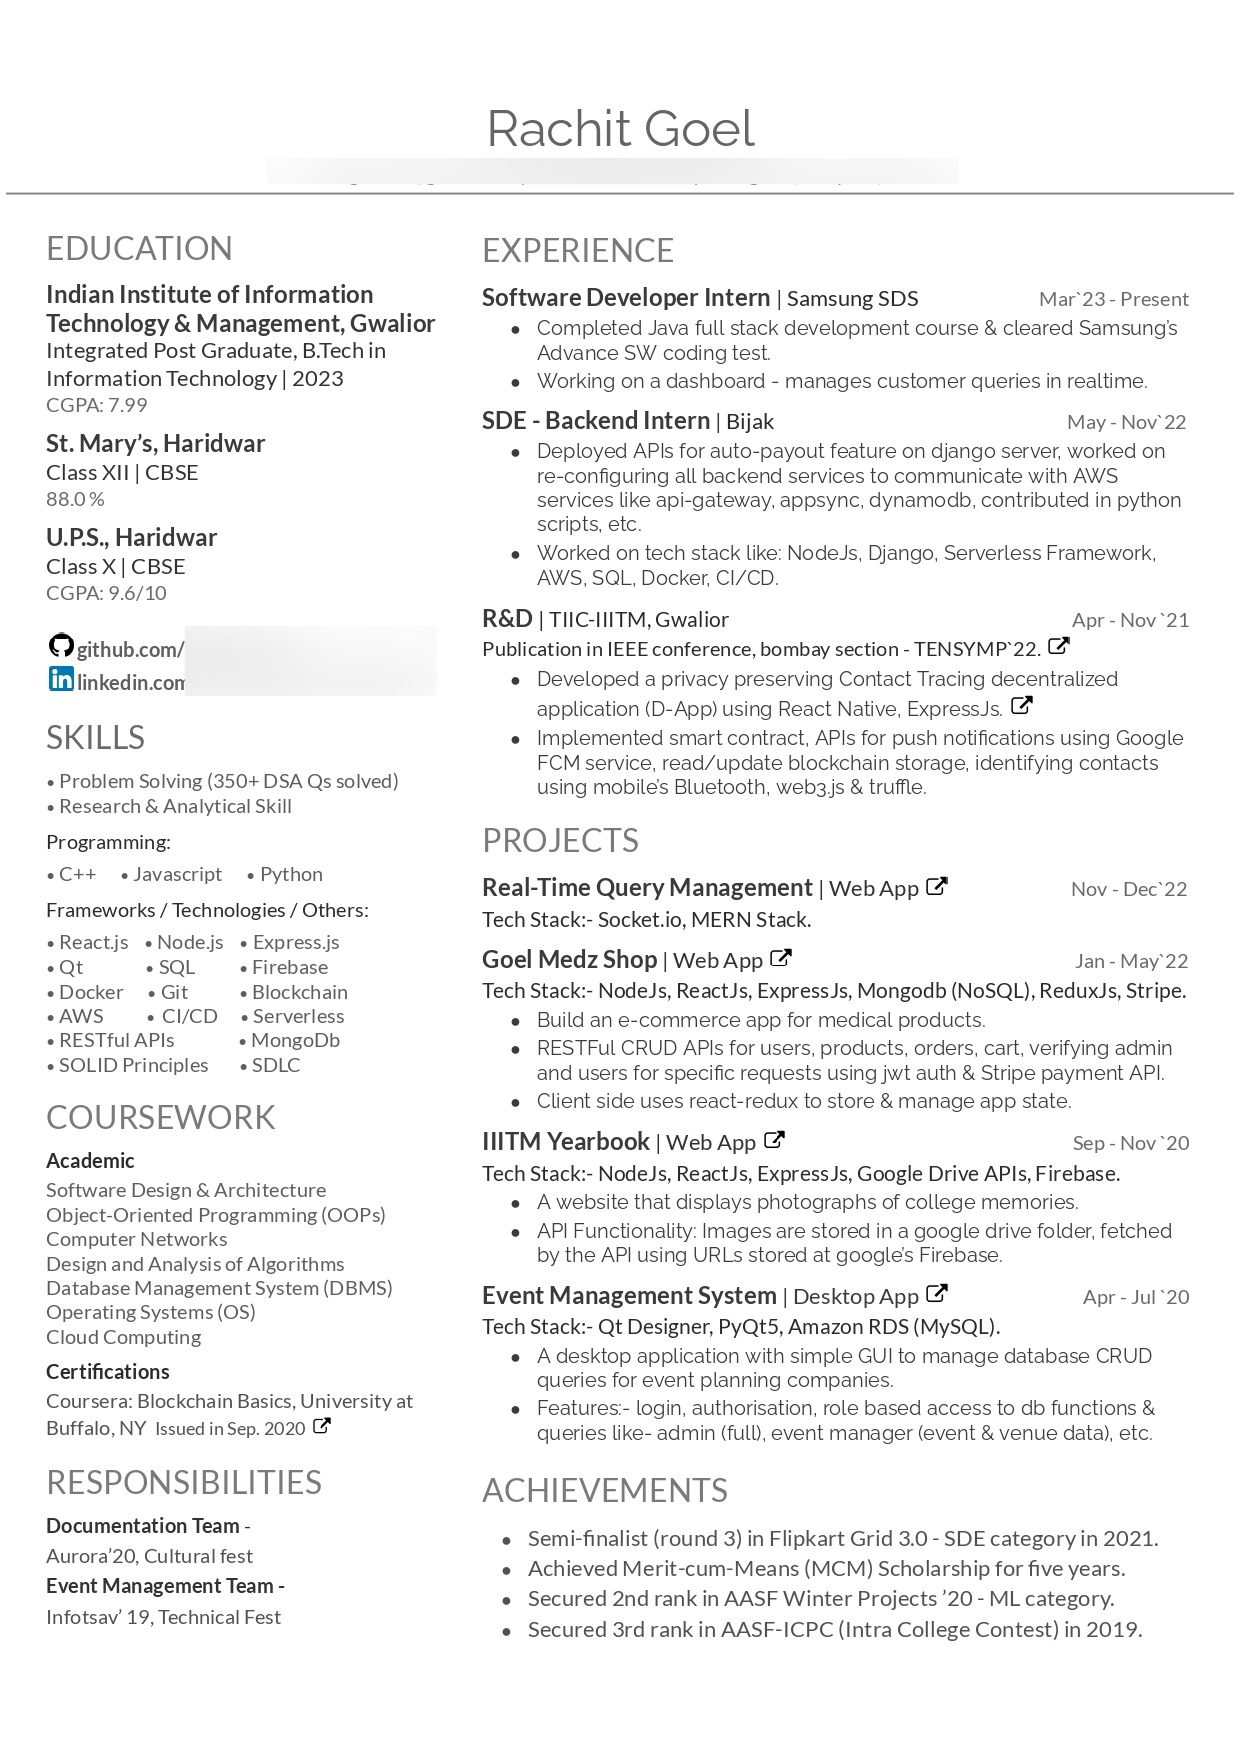 Rachit Goel
EDUCATION
Indian Institute of Information
Technology & Management, Gwalior
Integrated Post Graduate, B.Tech in
Information Technology | 2023
CGPA: 7.99
St. Mary’s, Haridwar
Class XII | CBSE
88.0 %
U.P.S., Haridwar
Class X | CBSE
CGPA: 9.6/10
github.com/
linkedin.com
SKILLS
• Problem Solving (350+ DSA Qs solved)
• Research & Analytical Skill
Programming:
• C++ • Javascript • Python
Frameworks / Technologies / Others:
• React.js • Node.js • Express.js
• Qt • SQL • Firebase
• Docker • Git • Blockchain
• AWS • CI/CD • Serverless
• RESTful APIs • MongoDb
• SOLID Principles • SDLC
COURSEWORK
Academic
Software Design & Architecture
Object-Oriented Programming (OOPs)
Computer Networks
Design and Analysis of Algorithms
Database Management System (DBMS)
Operating Systems (OS)
Cloud Computing
Certifications
Coursera: Blockchain Basics, University at
Buffalo, NY Issued in Sep. 2020
RESPONSIBILITIES
Documentation Team -
Aurora’20, Cultural fest
Event Management Team -
Infotsav’ 19, Technical Fest
EXPERIENCE
Software Developer Intern | Samsung SDS Mar`23 - Present
● Completed Java full stack development course & cleared Samsung’s
Advance SW coding test.
● Working on a dashboard - manages customer queries in realtime.
SDE - Backend Intern | Bijak May - Nov`22
● Deployed APIs for auto-payout feature on django server, worked on
re-configuring all backend services to communicate with AWS
services like api-gateway, appsync, dynamodb, contributed in python
scripts, etc.
● Worked on tech stack like: NodeJs, Django, Serverless Framework,
AWS, SQL, Docker, CI/CD.
R&D | TIIC-IIITM, Gwalior Apr - Nov`21
Publication in IEEE conference, bombay section - TENSYMP`22.
● Developed a privacy preserving Contact Tracing decentralized
application (D-App) using React Native, ExpressJs.
● Implemented smart contract, APIs for push notifications using Google
FCM service, read/update blockchain storage, identifying contacts
using mobile’s Bluetooth, web3.js & truffle.
PROJECTS
Real-Time Query Management | Web App Nov - Dec`22
Tech Stack:- Socket.io, MERN Stack.
Goel Medz Shop | Web App Jan - May`22
Tech Stack:- NodeJs, ReactJs, ExpressJs, Mongodb (NoSQL), ReduxJs, Stripe.
● Build an e-commerce app for medical products.
● RESTFul CRUD APIs for users, products, orders, cart, verifying admin
and users for specific requests using jwt auth & Stripe payment API.
● Client side uses react-redux to store & manage app state.
IIITM Yearbook | Web App Sep - Nov`20
Tech Stack:- NodeJs, ReactJs, ExpressJs, Google Drive APIs, Firebase.
● A website that displays photographs of college memories.
● API Functionality: Images are stored in a google drive folder, fetched
by the API using URLs stored at google’s Firebase.
Event Management System | Desktop App Apr - Jul`20
Tech Stack:- Qt Designer, PyQt5, Amazon RDS (MySQL).
● A desktop application with simple GUI to manage database CRUD
queries for event planning companies.
● Features:- login, authorisation, role based access to db functions &
queries like- admin (full), event manager (event & venue data), etc.
ACHIEVEMENTS
● Semi-finalist (round 3) in Flipkart Grid 3.0 - SDE category in 2021.
● Achieved Merit-cum-Means (MCM) Scholarship for five years.
● Secured 2nd rank in AASF Winter Projects ’20 - ML category.
● Secured 3rd rank in AASF-ICPC (Intra College Contest) in 2019.